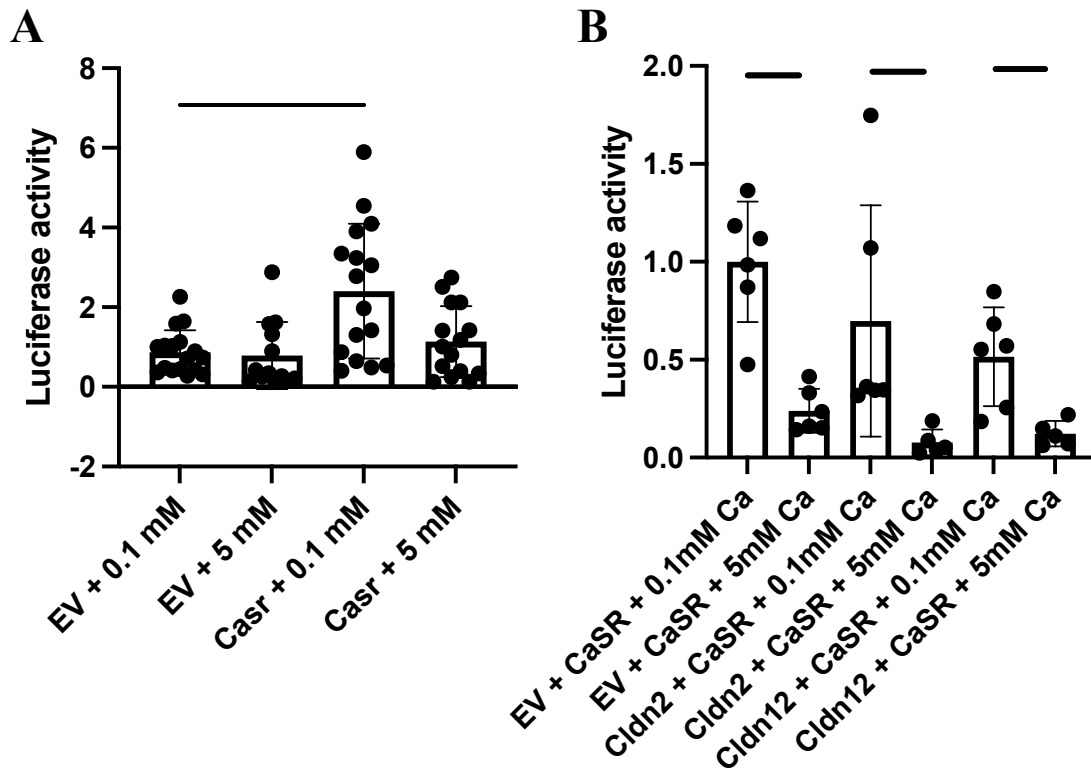 A
B
Luciferase activity
8
6
4
2
0
-2
EV + 0.1 mM
EV + 5 mM
Casr + 0.1 mM
Casr + 5 mM
Luciferase activity
2.0
1.5
1.0
0.5
0.0
EV + CaSR + 0.1mM Ca
EV + CaSR + 5mM Ca
Cldn2 + CaSR + 0.1mM Ca
Cldn2 + CaSR + 5mM Ca
Cldn12 + CaSR + 0.1mM Ca
Cldn12 + CaSR + 5mM Ca